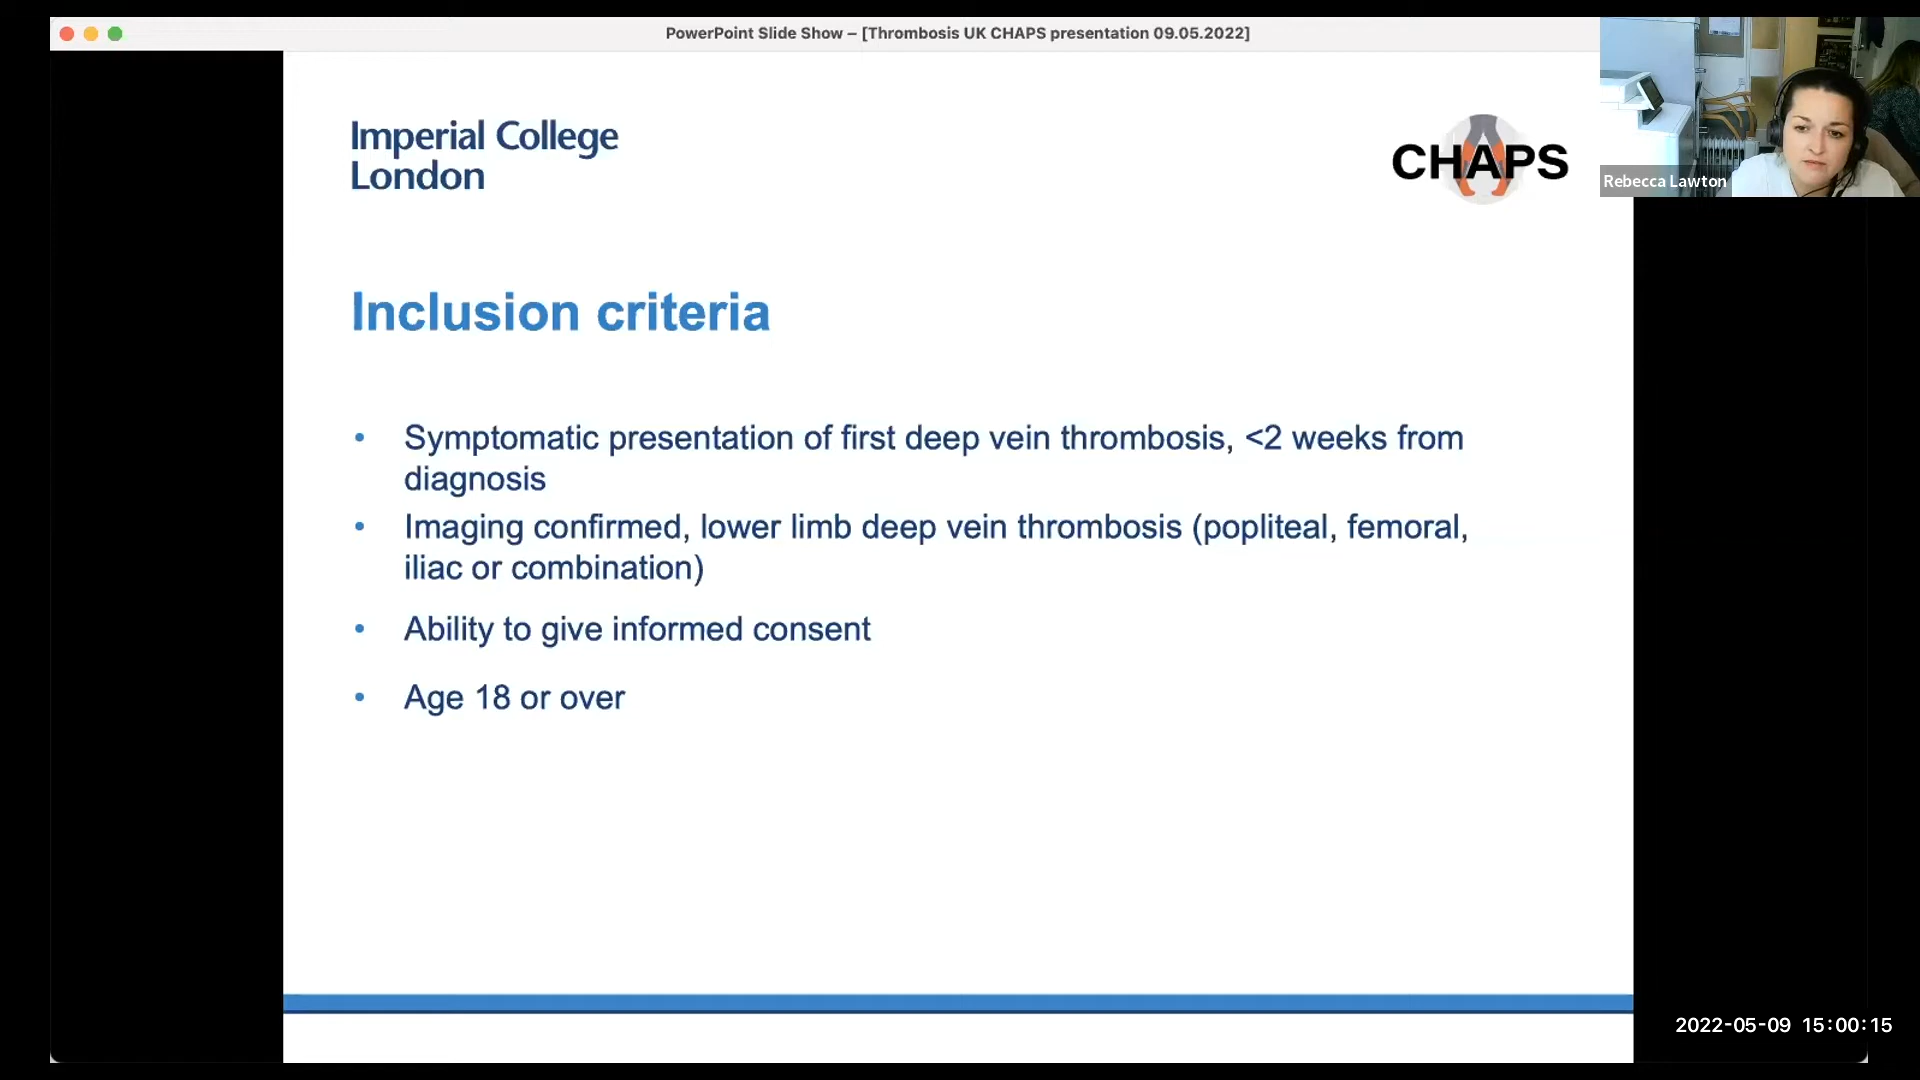 PowerPoint Slide Show – [Thrombosis UK CHAPS presentation 09.05.2022]
Imperial College
London
CHAPS
Rebecca Lawton
Inclusion criteria
• Symptomatic presentation of first deep vein thrombosis, <2 weeks from
diagnosis
• Imaging confirmed, lower limb deep vein thrombosis (popliteal, femoral,
iliac or combination)
• Ability to give informed consent
• Age 18 or over
2022-05-09 15:00:15